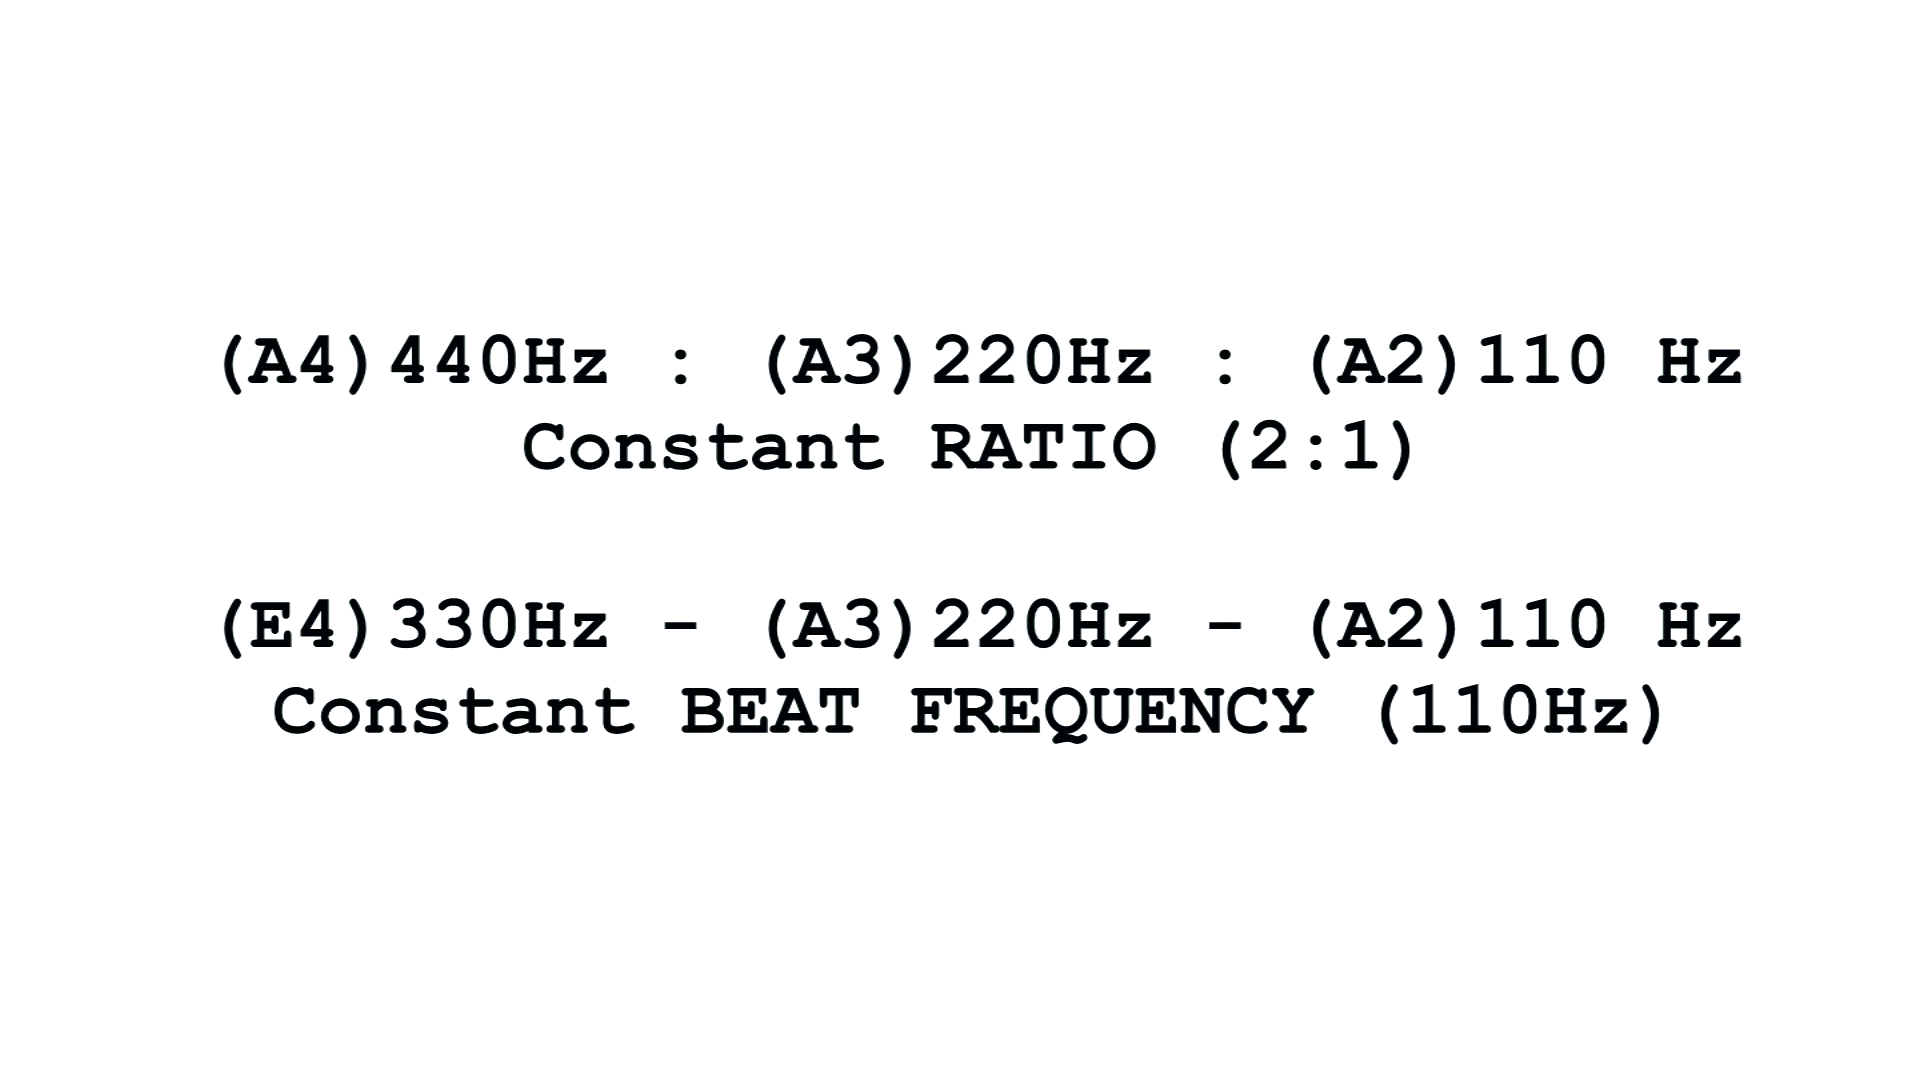 (A4)440Hz : (A3)220Hz : (A2)110 Hz
Constant RATIO (2:1)
(E4)330Hz - (A3)220Hz - (A2)110 Hz
Constant BEAT FREQUENCY (110Hz)